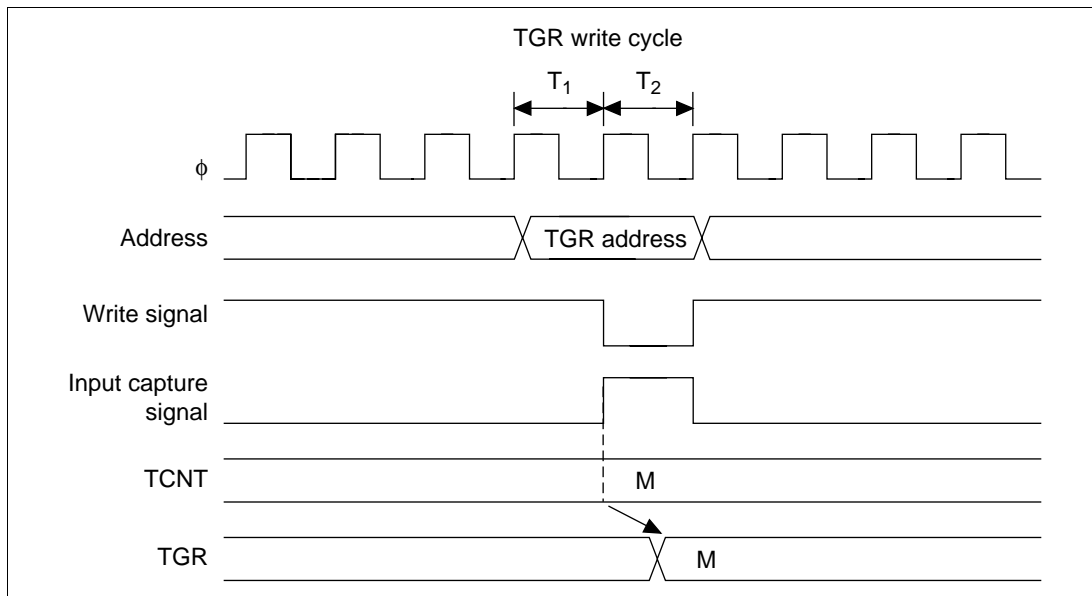 TGR write cycle
T1 T2
ϕ
Address
TGR address
Write signal
Input capture
signal
TCNT
M
TGR
M